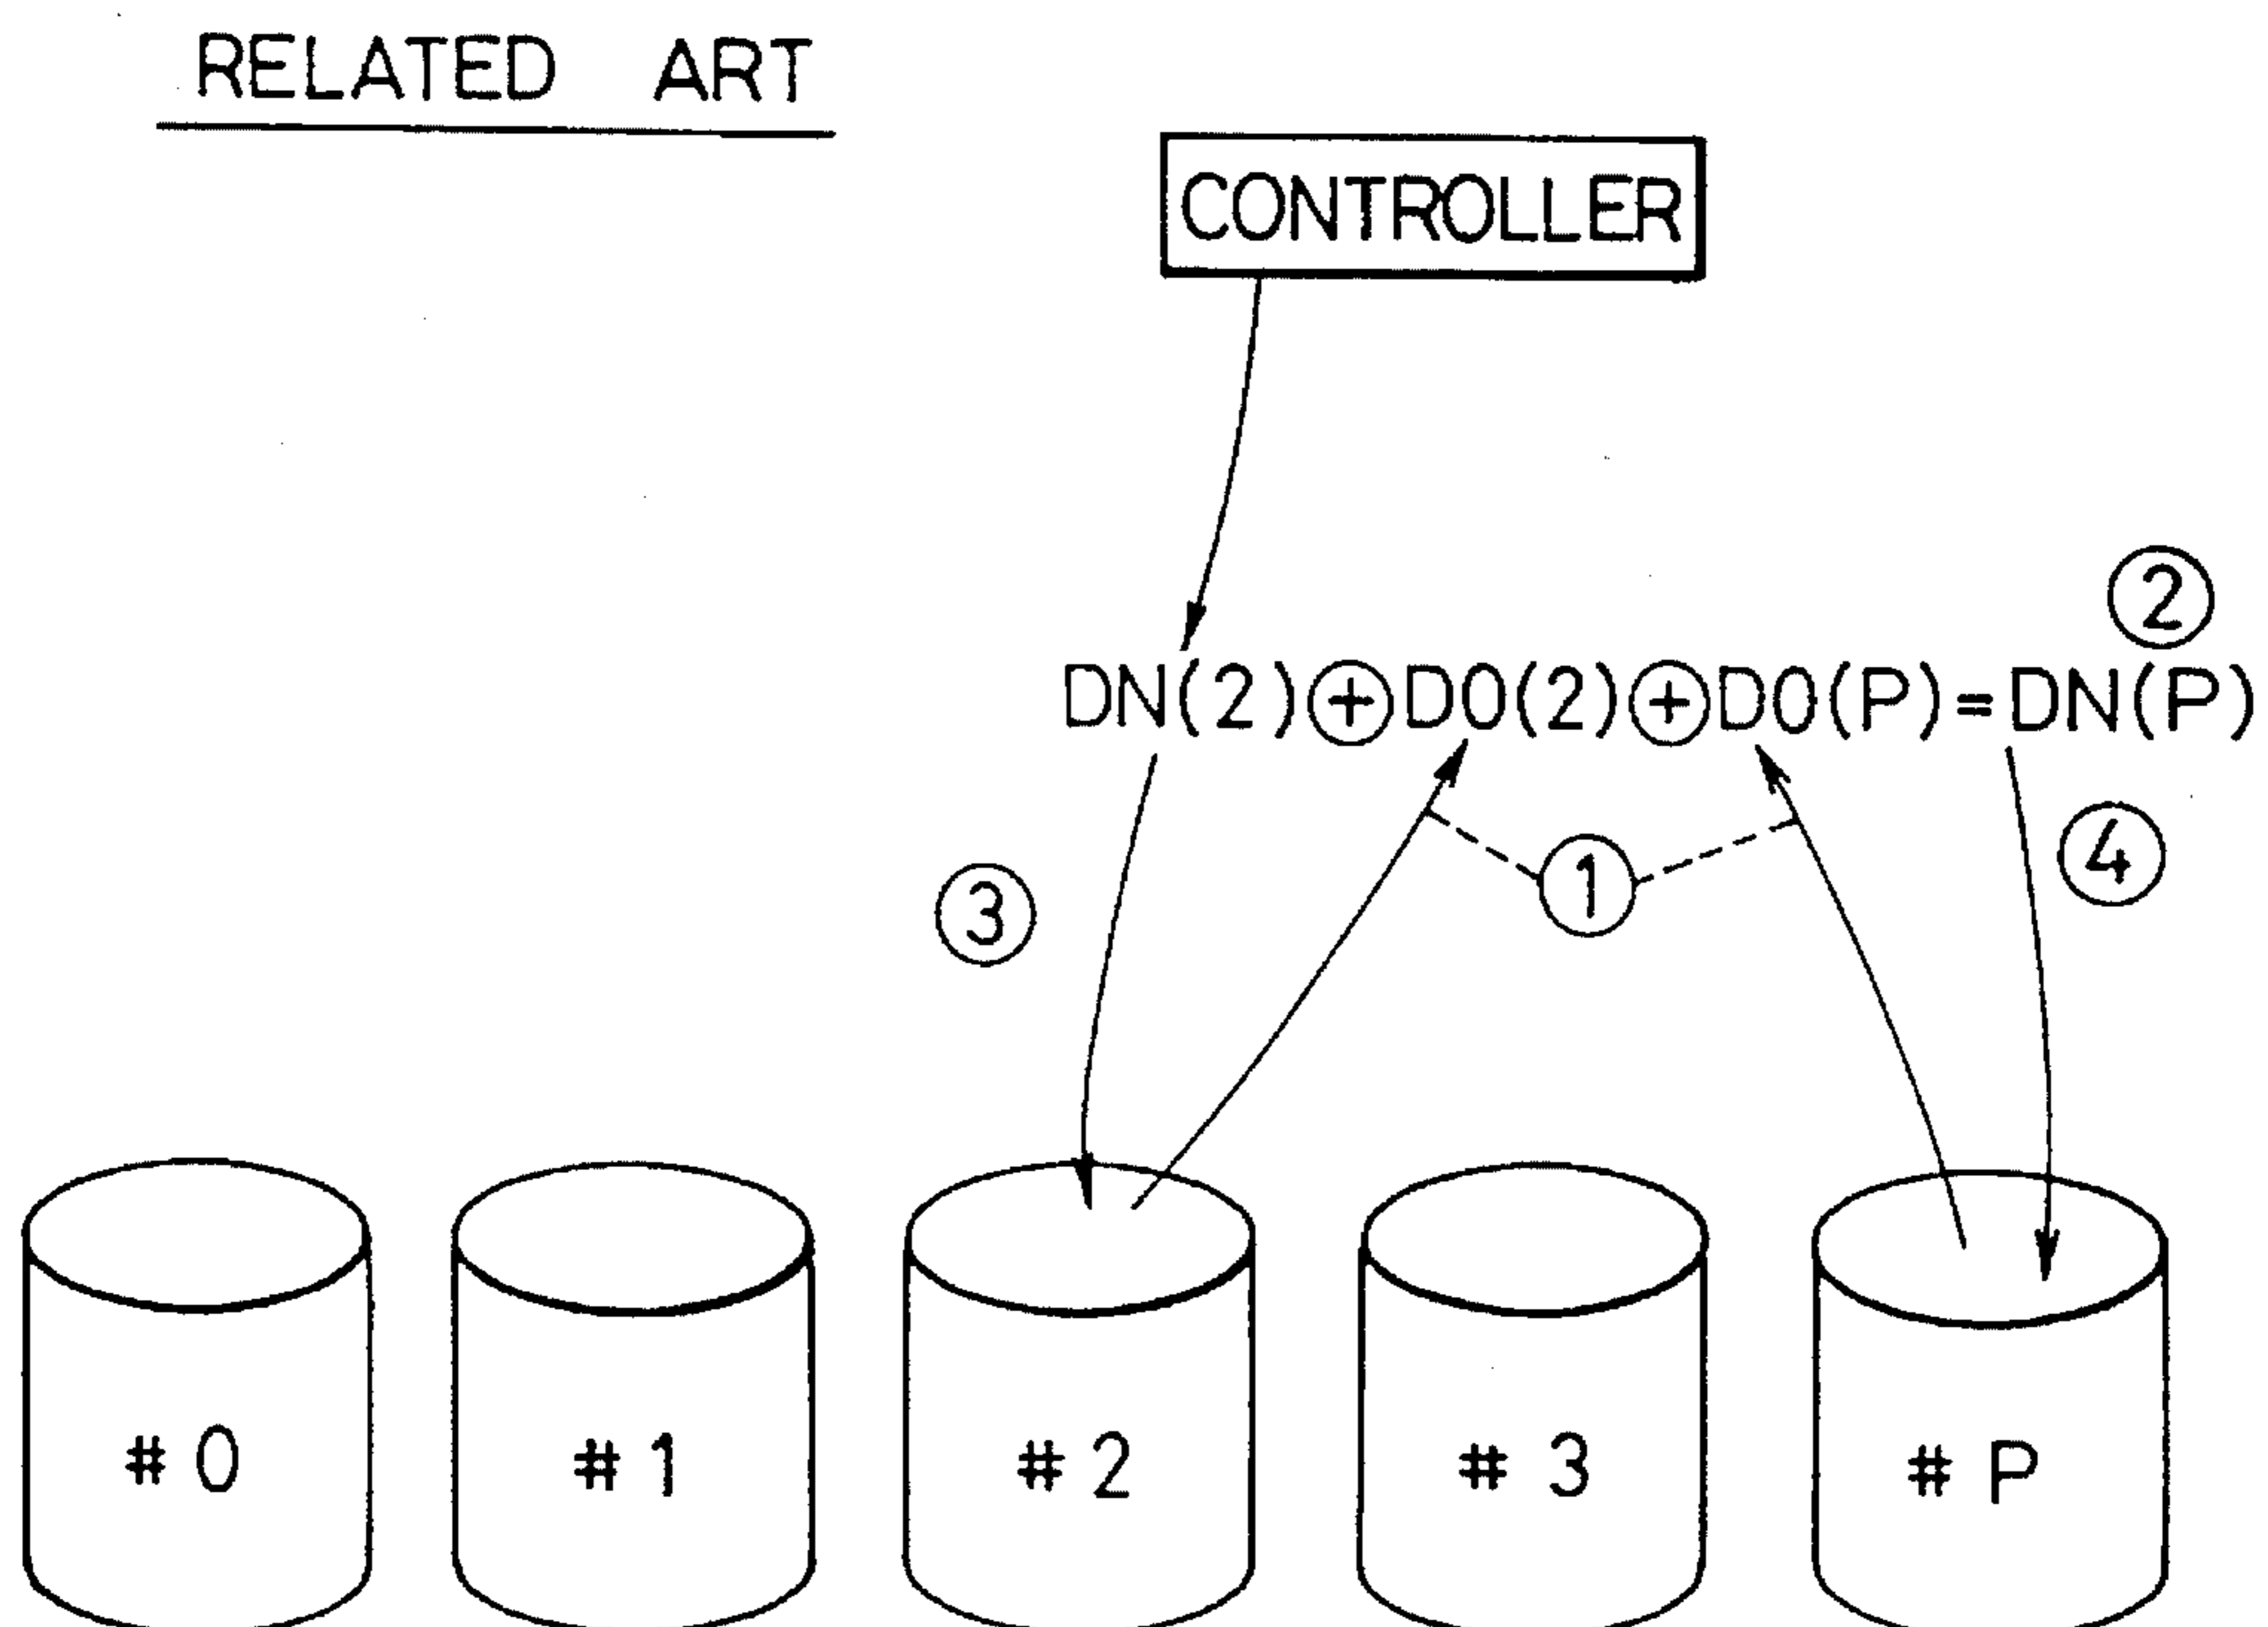 RELATED ART
CONTROLLER
②
DN(2)⊕DO(2)⊕DO(P)=DN(P)
①
④
③
#0
#1
#2
#3
#P